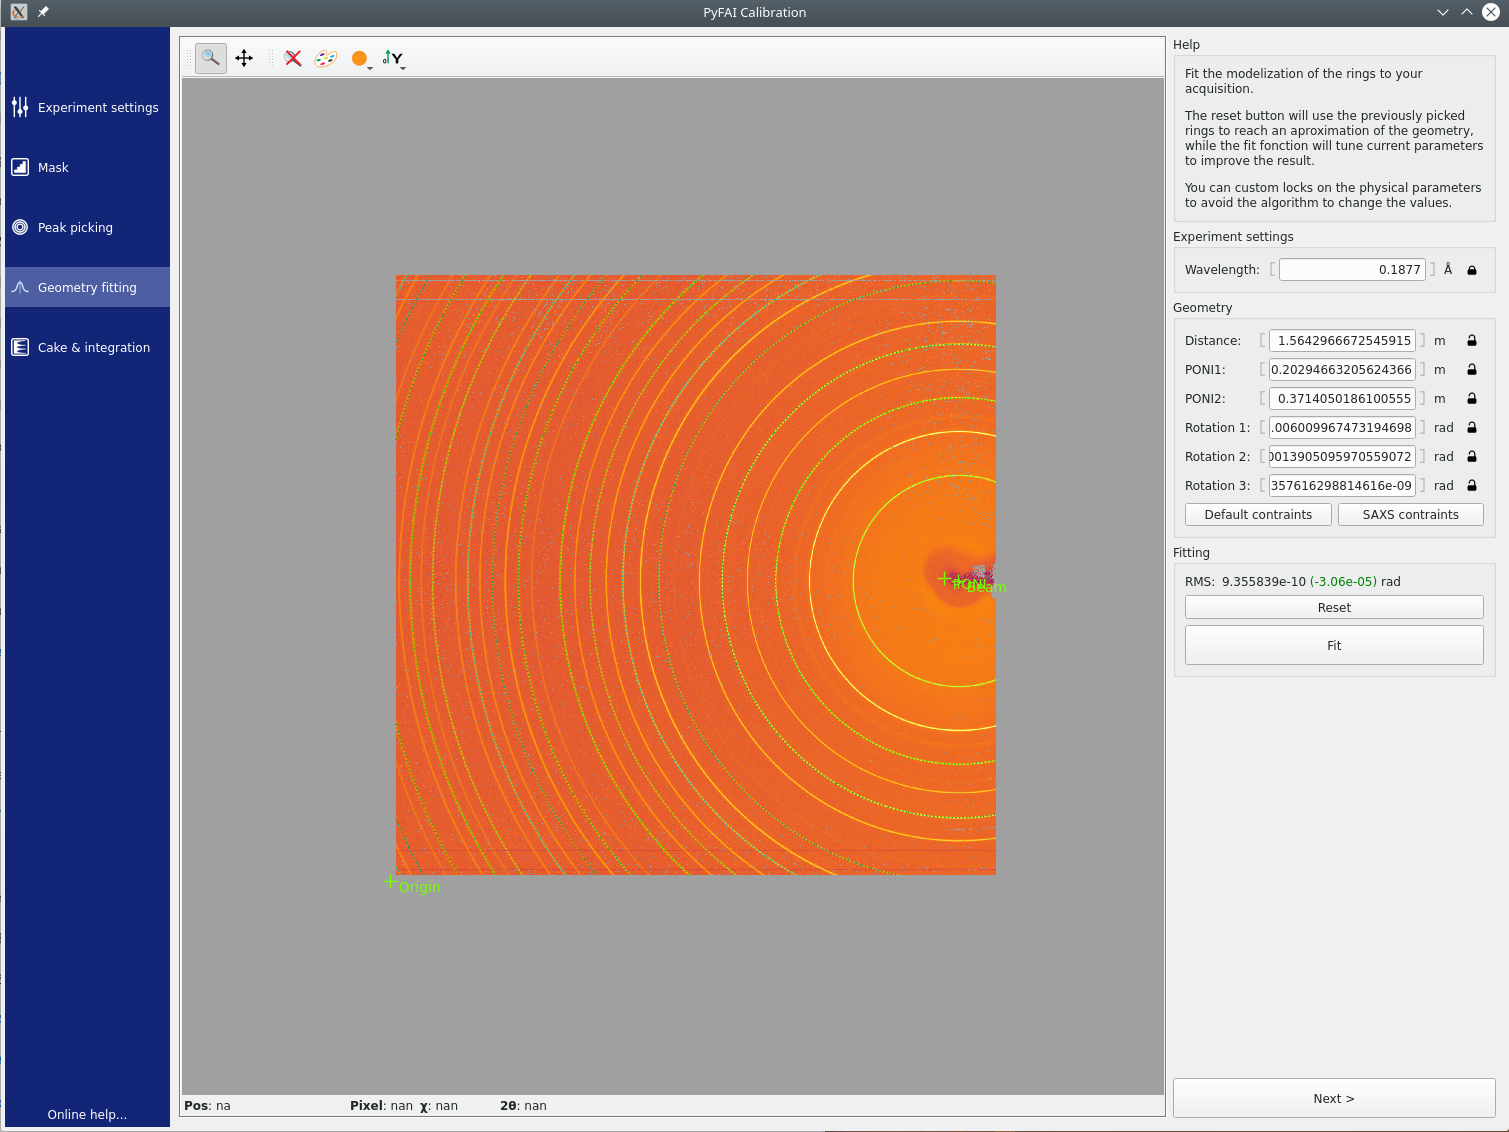 PyFAI Calibration
Experiment settings
Mask
Peak picking
Geometry fitting
Cake & integration
Online help...
Y
PONI
Beam
Origin
Pos: na
Pixel: nan χ: nan
2θ: nan
Help
Fit the modelization of the rings to your
acquisition.
The reset button will use the previously picked
rings to reach an aproximation of the geometry,
while the fit fonction will tune current parameters
to improve the result.
You can custom locks on the physical parameters
to avoid the algorithm to change the values.
Experiment settings
Wavelength: [ 0.1877 ] Å
Geometry
Distance: [ 1.5642966672545915 ] m
PONI1: [ 0.20294663205624366 ] m
PONI2: [ 0.3714050186100555 ] m
Rotation 1: [ .006009967473194698 ] rad
Rotation 2: [ 0013905095970559072 ] rad
Rotation 3: [ 357616298814616e-09 ] rad
Default contraints
SAXS contraints
Fitting
RMS: 9.355839e-10 (-3.06e-05) rad
Reset
Fit
Next >